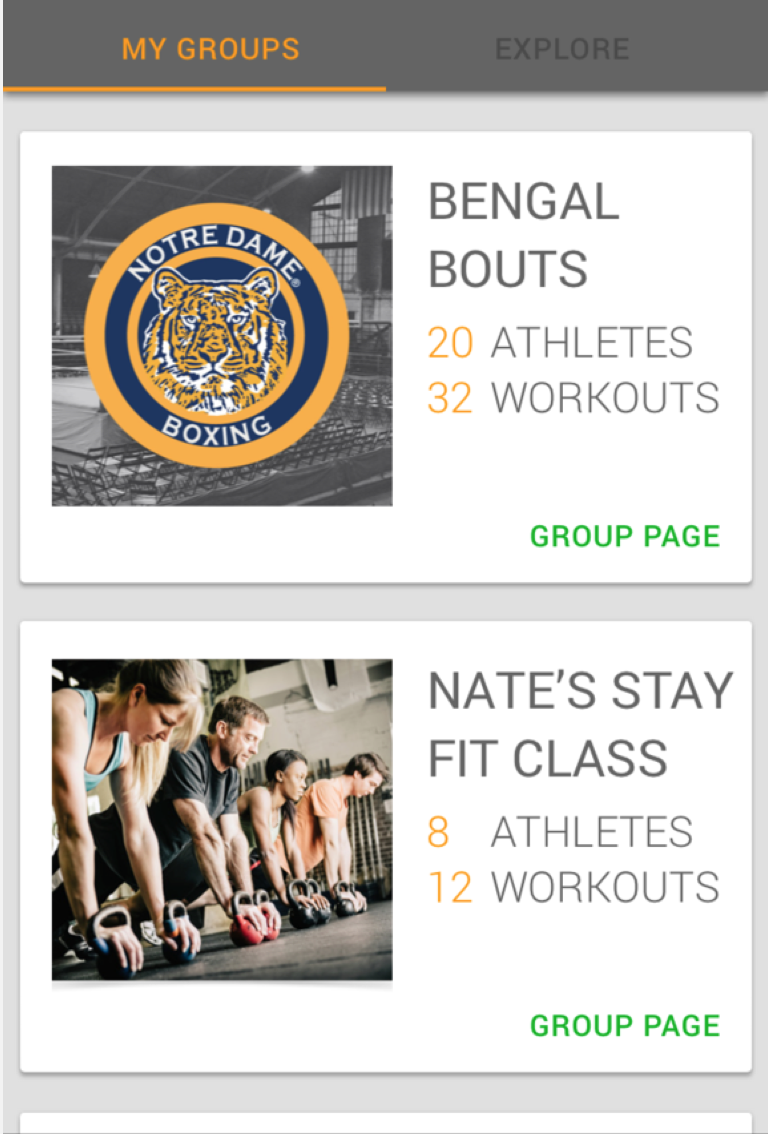 MY GROUPS
EXPLORE
NOTRE DAME®
BOXING
BENGAL
BOUTS
20 ATHLETES
32 WORKOUTS
GROUP PAGE
NATE’S STAY
FIT CLASS
8 ATHLETES
12 WORKOUTS
GROUP PAGE